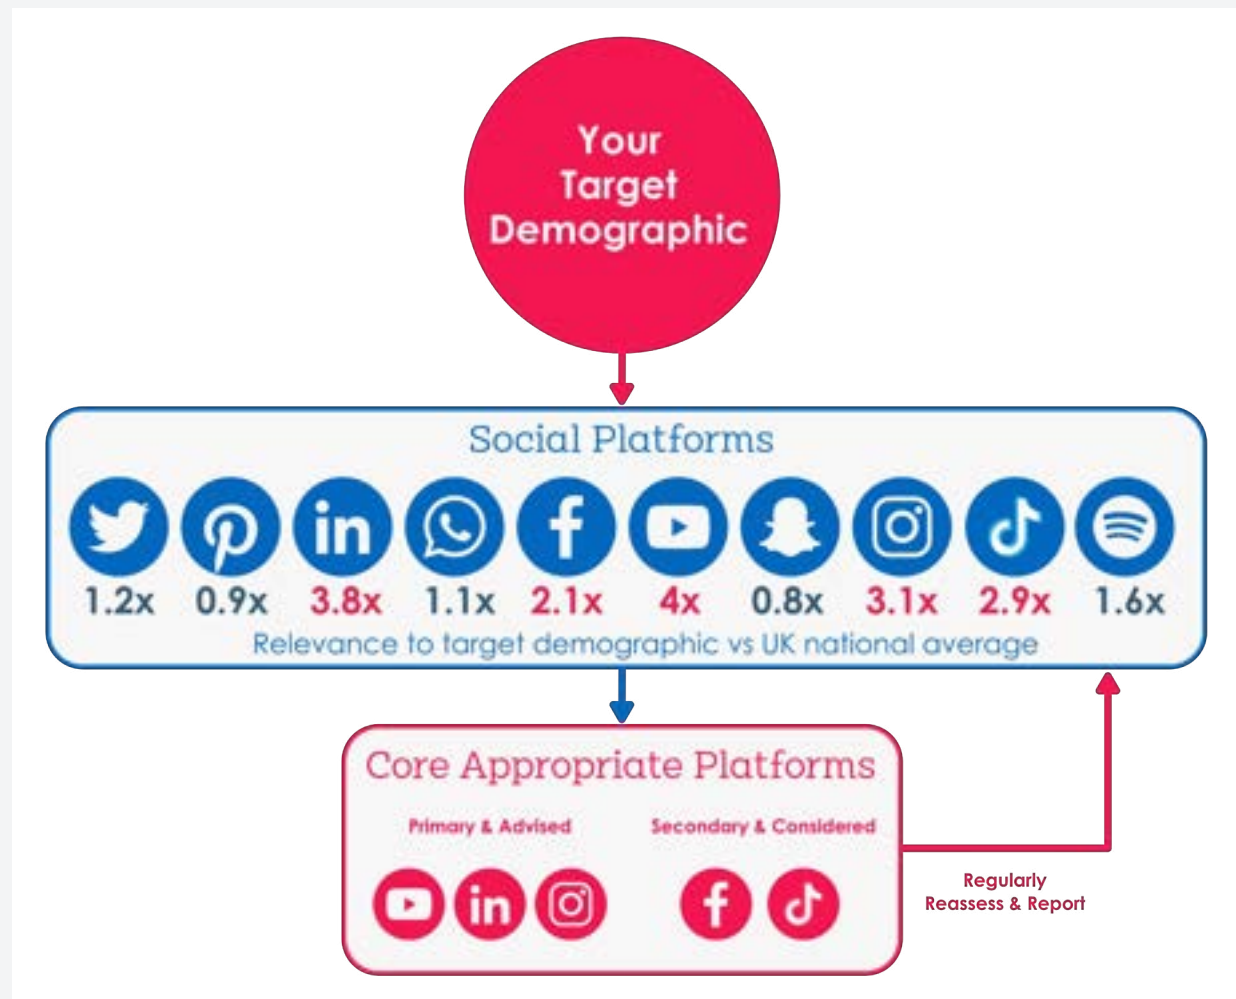 Your
Target
Demographic
Social Platforms
1.2x 0.9x 3.8x 1.1x 2.1x 4x 0.8x 3.1x 2.9x 1.6x
Relevance to target demographic vs UK national average
Core Appropriate Platforms
Primary & Advised Secondary & Considered
Regularly
Reassess & Report